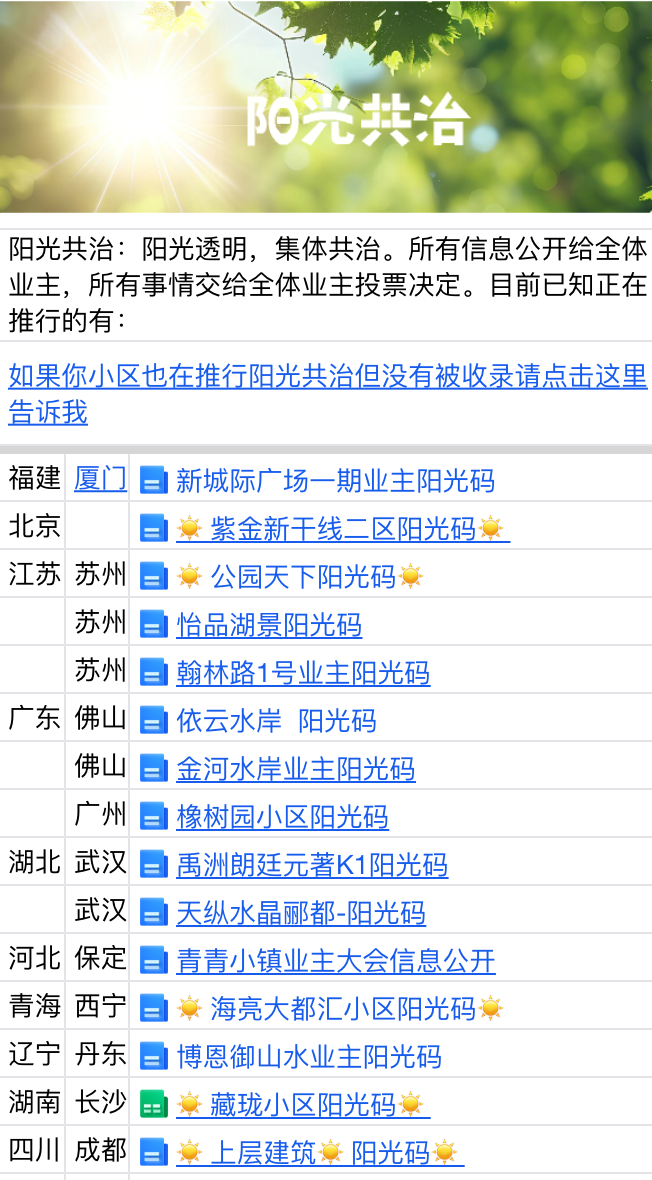 阳光共治
阳光共治：阳光透明，集体共治。所有信息公开给全体
业主，所有事情交给全体业主投票决定。目前已知正在
推行的有：
如果你小区也在推行阳光共治但没有被收录请点击这里
告诉我
福建 厦门 新城际广场一期业主阳光码
北京 ☀️ 紫金新干线二区阳光码☀️
江苏 苏州 ☀️ 公园天下阳光码☀️
苏州 怡品湖景阳光码
苏州 翰林路1号业主阳光码
广东 佛山 依云水岸 阳光码
佛山 金河水岸业主阳光码
广州 橡树园小区阳光码
湖北 武汉 禹洲朗廷元著K1阳光码
武汉 天纵水晶郦都-阳光码
河北 保定 青青小镇业主大会信息公开
青海 西宁 ☀️ 海亮大都汇小区阳光码☀️
辽宁 丹东 博恩御山水业主阳光码
湖南 长沙 ☀️ 藏珑小区阳光码☀️
四川 成都 ☀️ 上层建筑☀️ 阳光码☀️